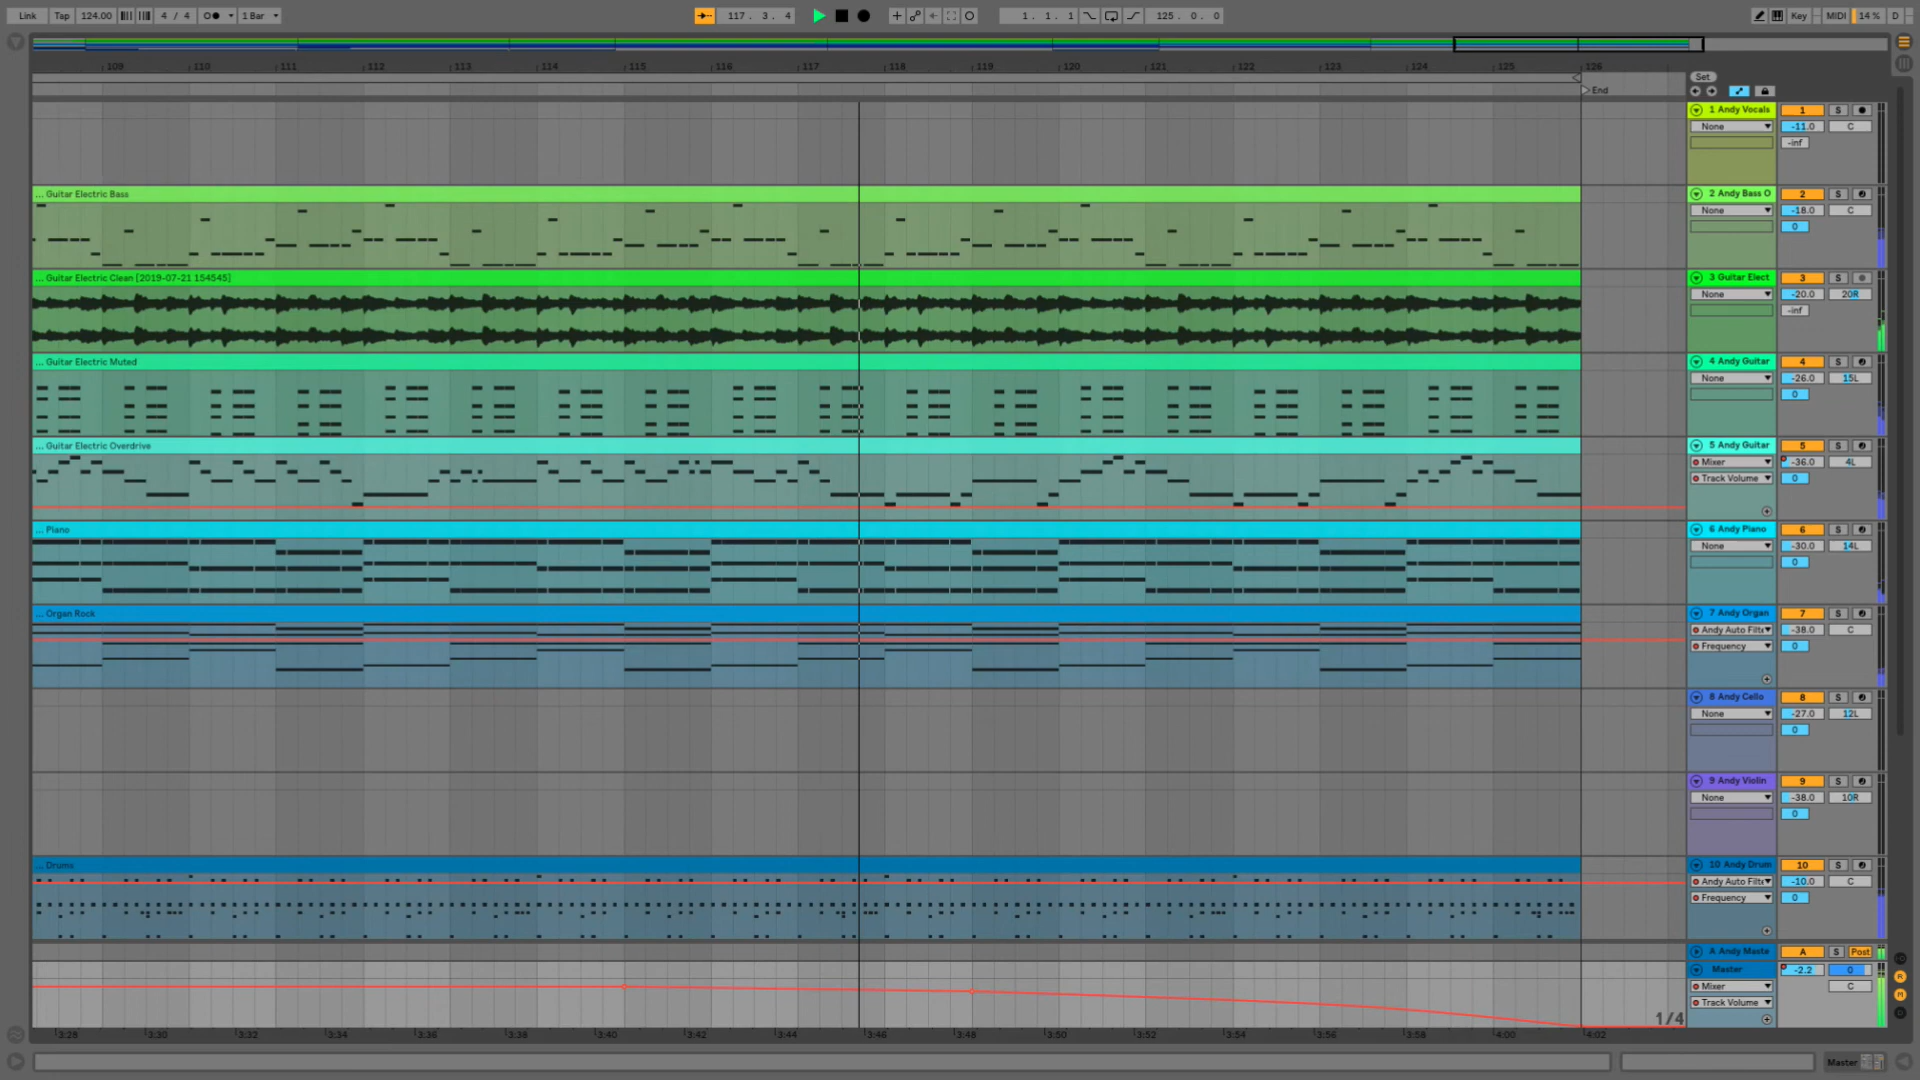 Link Tap 124.00 4 / 4 1 Bar 117 . 3 . 4 1 . 1 . 1 125 . 0 . 0 Key MIDI 14 % D
109 110 111 112 113 114 115 116 117 118 119 120 121 122 123 124 125 126
Set
End
1 Andy Vocals 1 S
None -11.0 C
-inf
... Guitar Electric Bass 2 Andy Bass O 2 S
None -18.0 C
0
... Guitar Electric Clean [2019-07-21 154545] 3 Guitar Elect 3 S
None -20.0 20R
-inf
... Guitar Electric Muted 4 Andy Guitar 4 S
None -26.0 15L
0
... Guitar Electric Overdrive 5 Andy Guitar 5 S
Mixer -36.0 4L
Track Volume 0
... Piano 6 Andy Piano 6 S
None -30.0 14L
0
... Organ Rock 7 Andy Organ 7 S
Andy Auto Filte -38.0 C
Frequency 0
8 Andy Cello 8 S
None -27.0 12L
0
9 Andy Violin 9 S
None -38.0 10R
0
... Drums 10 Andy Drum 10 S
Andy Auto Filte -10.0 C
Frequency 0
A Andy Maste A S Post
Master -2.2 0
Mixer C
Track Volume
1/4
3:28 3:30 3:32 3:34 3:36 3:38 3:40 3:42 3:44 3:46 3:48 3:50 3:52 3:54 3:56 3:58 4:00 4:02
Master